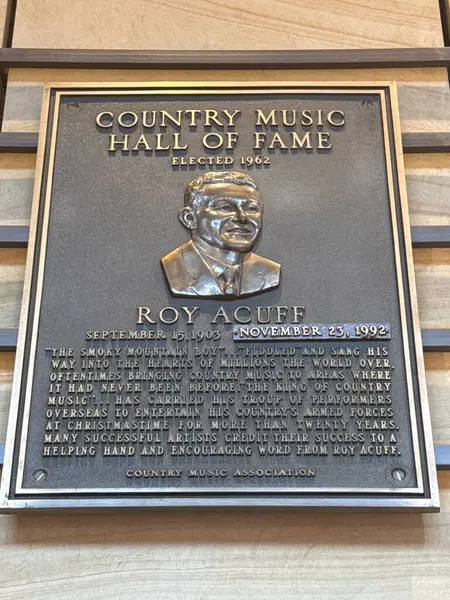 COUNTRY MUSIC
HALL OF FAME
ELECTED 1962
ROY ACUFF
SEPTEMBER 15, 1903 NOVEMBER 23, 1992
"THE SMOKY MOUNTAIN BOY"... "FIDDLED" AND SANG HIS
WAY INTO THE HEARTS OF MILLIONS THE WORLD OVER,
OFTENTIMES BRINGING COUNTRY MUSIC TO AREAS WHERE
IT HAD NEVER BEEN BEFORE. "THE KING OF COUNTRY
MUSIC"... HAS CARRIED HIS TROUP OF PERFORMERS
OVERSEAS TO ENTERTAIN HIS COUNTRY'S ARMED FORCES
AT CHRISTMASTIME FOR MORE THAN TWENTY YEARS.
MANY SUCCESSFUL ARTISTS CREDIT THEIR SUCCESS TO A
HELPING HAND AND ENCOURAGING WORD FROM ROY ACUFF.
COUNTRY MUSIC ASSOCIATION